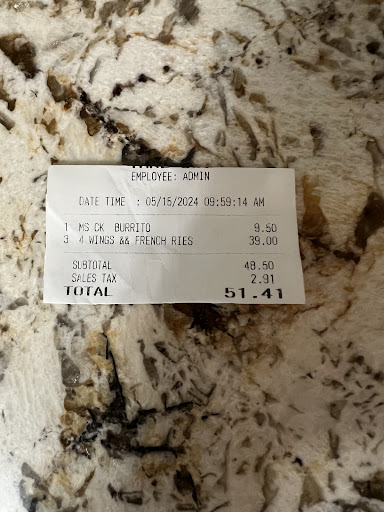 EMPLOYEE: ADMIN
DATE TIME : 05/15/2024 09:59:14 AM
1 MS CK BURRITO 9.50
3 4 WINGS && FRENCH RIES 39.00
SUBTOTAL 48.50
SALES TAX 2.91
TOTAL 51.41